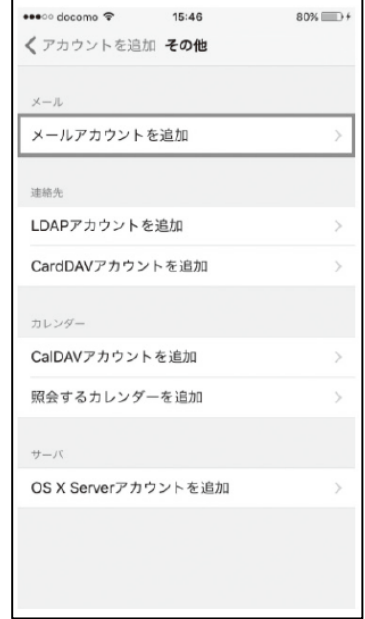 docomo 15:46 80%
アカウントを追加 その他
メール
メールアカウントを追加
連絡先
LDAPアカウントを追加
CardDAVアカウントを追加
カレンダー
CalDAVアカウントを追加
照会するカレンダーを追加
サーバ
OS X Serverアカウントを追加